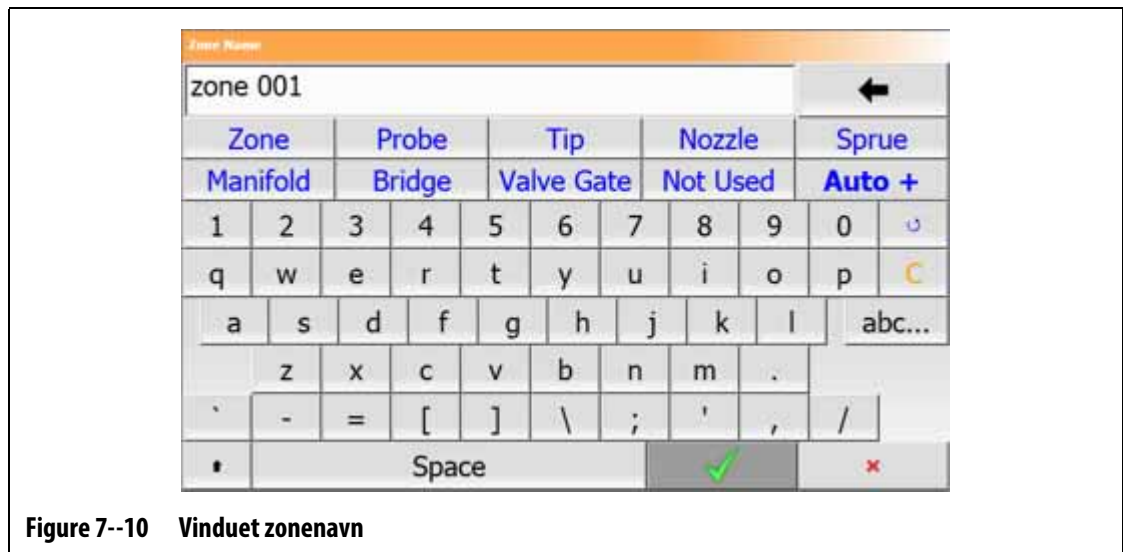 Zone Name
zone 001
Zone Probe Tip Nozzle Sprue
Manifold Bridge Valve Gate Not Used Auto +
1 2 3 4 5 6 7 8 9 0
q w e r t y u i o p C
a s d f g h j k l abc...
z x c v b n m .
` - = [ ] \ ; ' , /
Space
Figure 7--10 Vinduet zonenavn